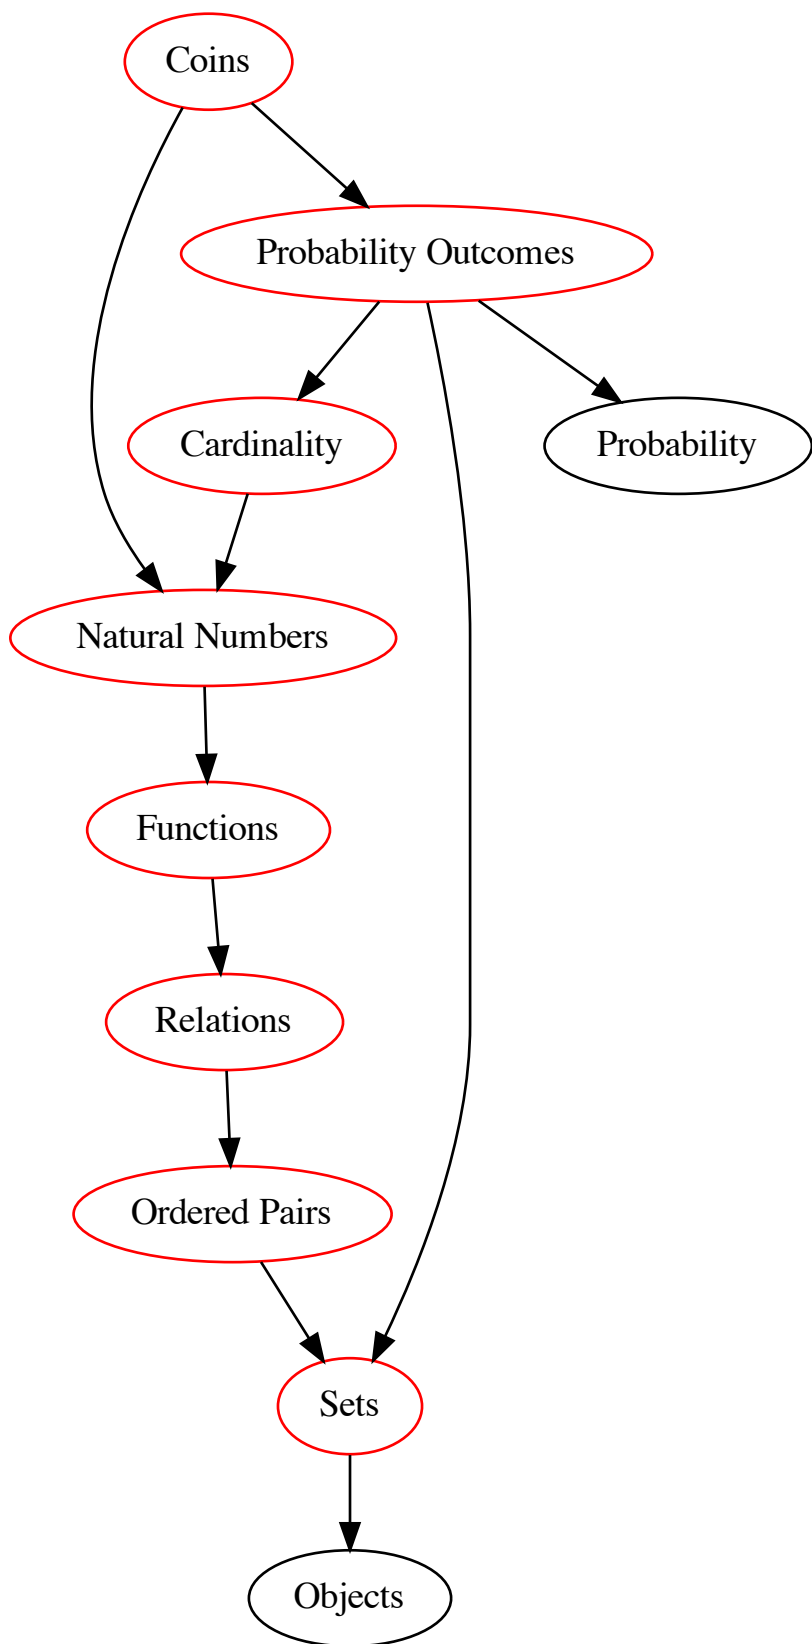 Coins
Probability Outcomes
Cardinality
Probability
Natural Numbers
Functions
Relations
Ordered Pairs
Sets
Objects